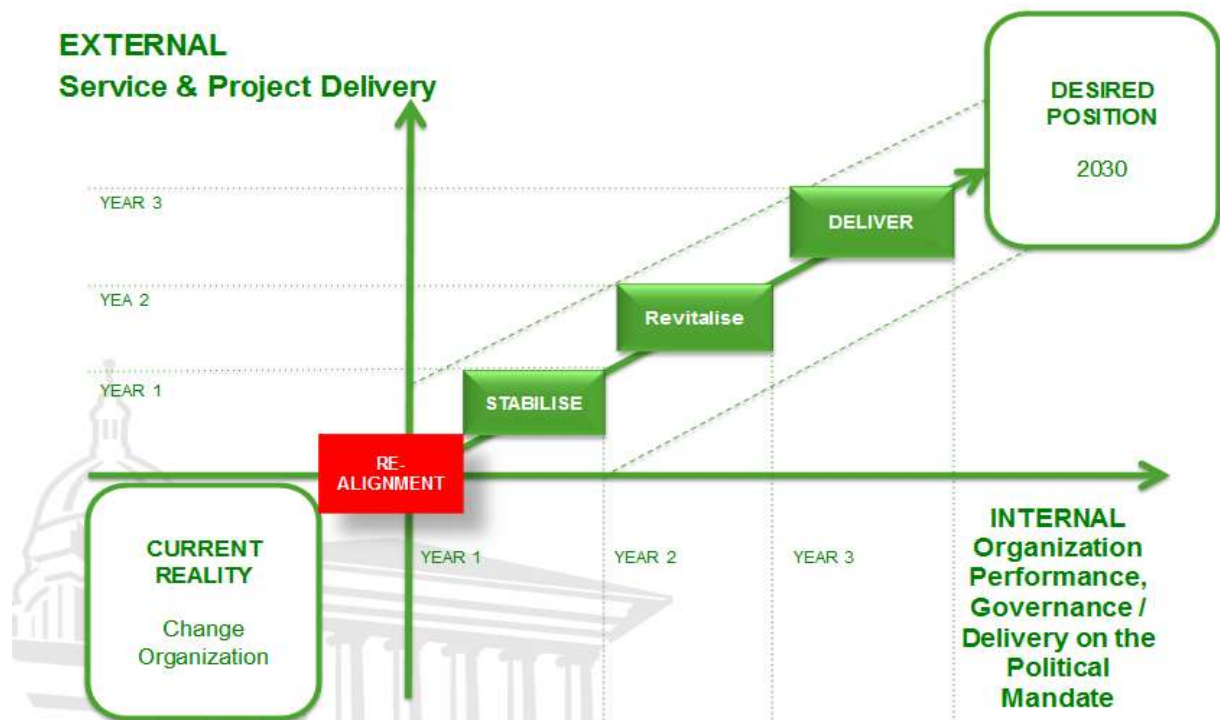 EXTERNAL
Service & Project Delivery
DESIRED
POSITION
2030
YEAR 3
DELIVER
YEA 2
Revitalise
YEAR 1
STABILISE
RE-
ALIGNMENT
CURRENT
REALITY
Change
Organization
YEAR 1
YEAR 2
YEAR 3
INTERNAL
Organization
Performance,
Governance /
Delivery on the
Political
Mandate